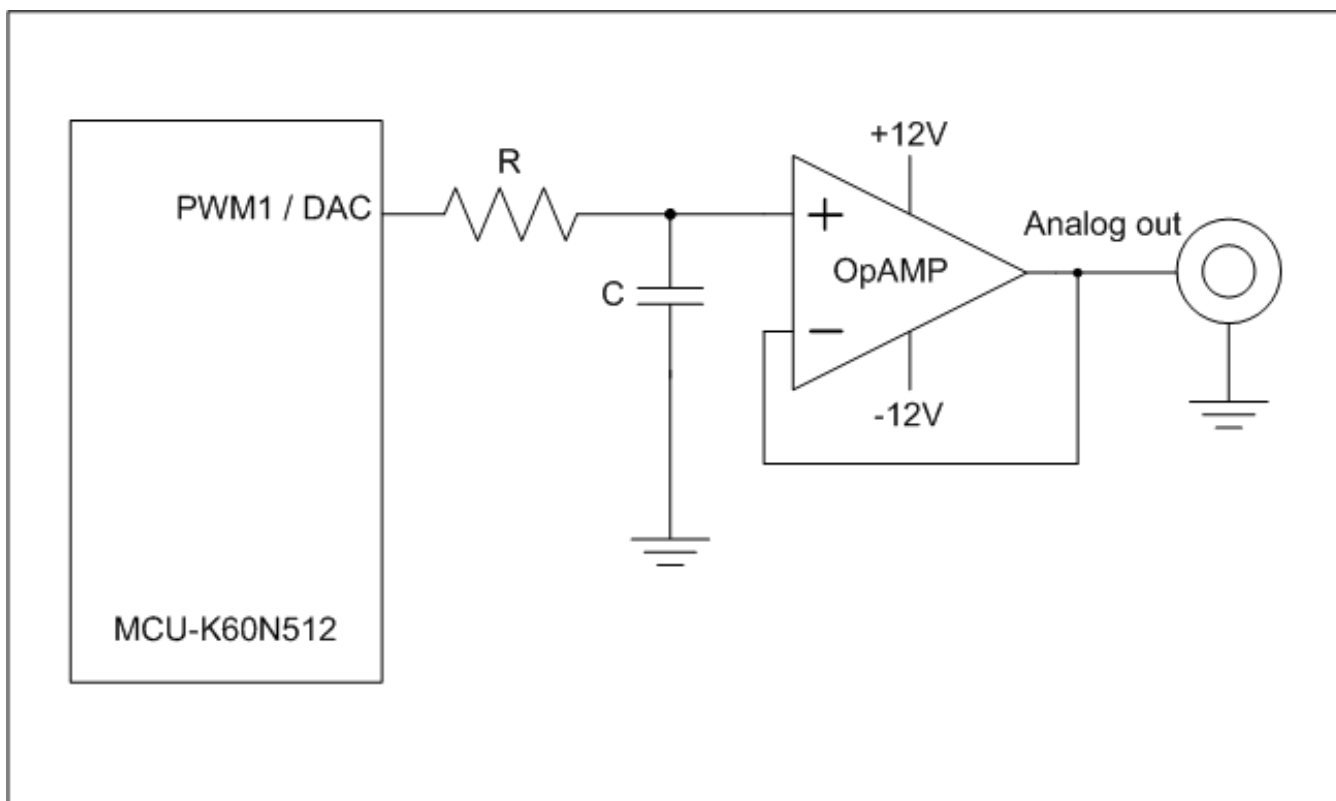 PWM1 / DAC
R
C
+
OpAMP
−
+12V
-12V
Analog out
MCU-K60N512